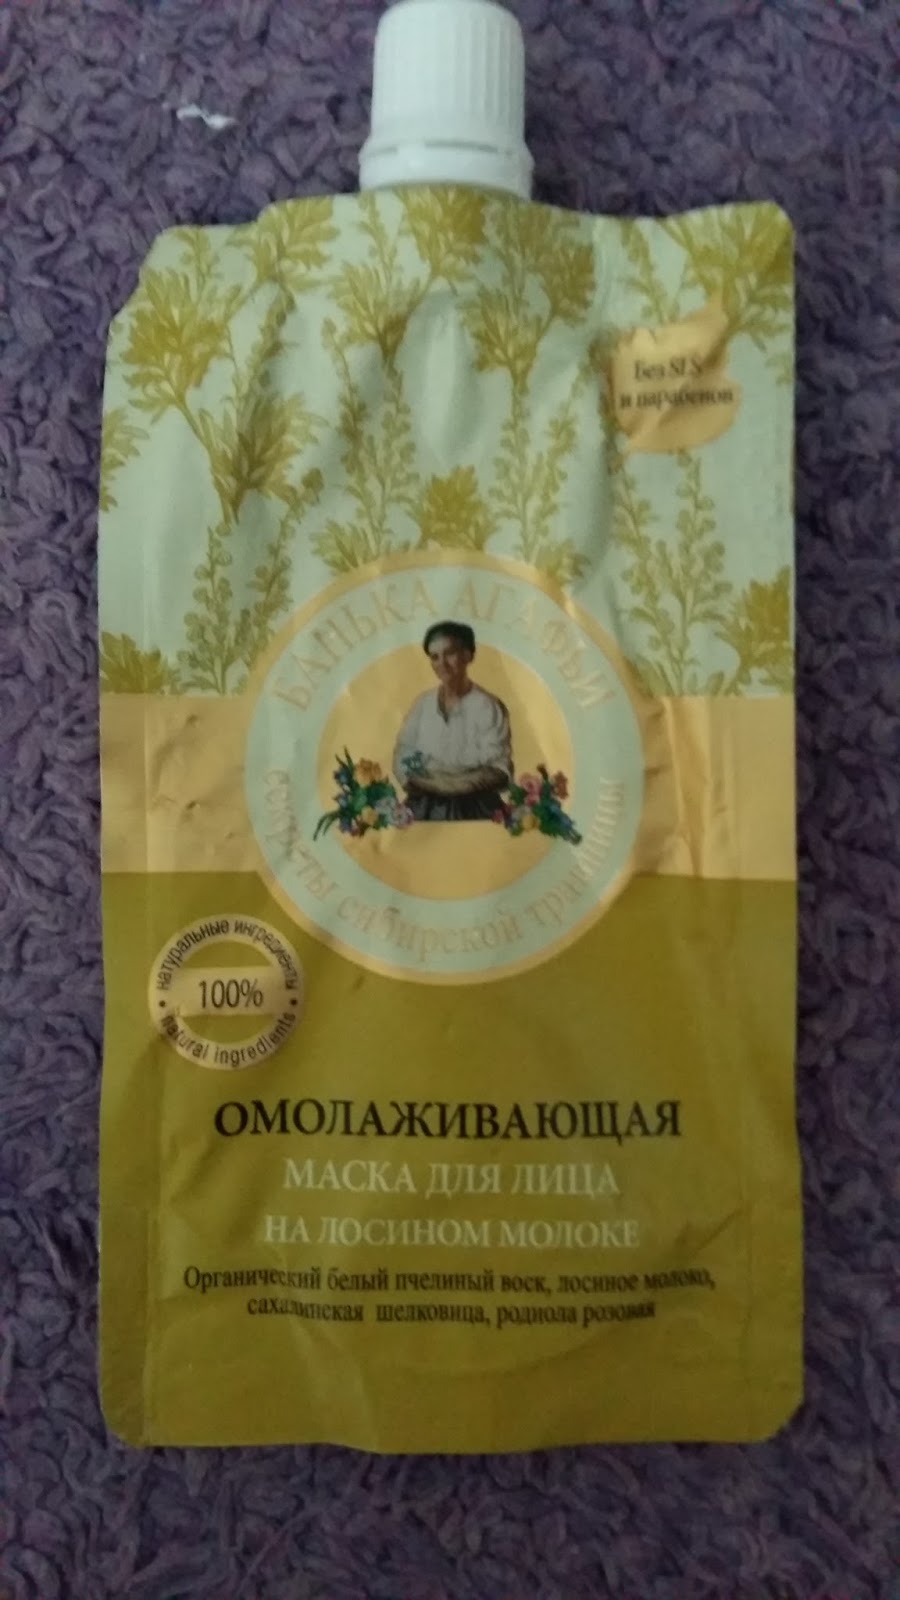 Без SLS
и парабенов
БАНЬКА АГАФЬИ
секреты сибирской травницы
натуральные ингредиенты
100%
natural ingredients
ОМОЛАЖИВАЮЩАЯ
МАСКА ДЛЯ ЛИЦА
НА ЛОСИНОМ МОЛОКЕ
Органический белый пчелиный воск, лосиное молоко,
сахалинская шелковица, родиола розовая